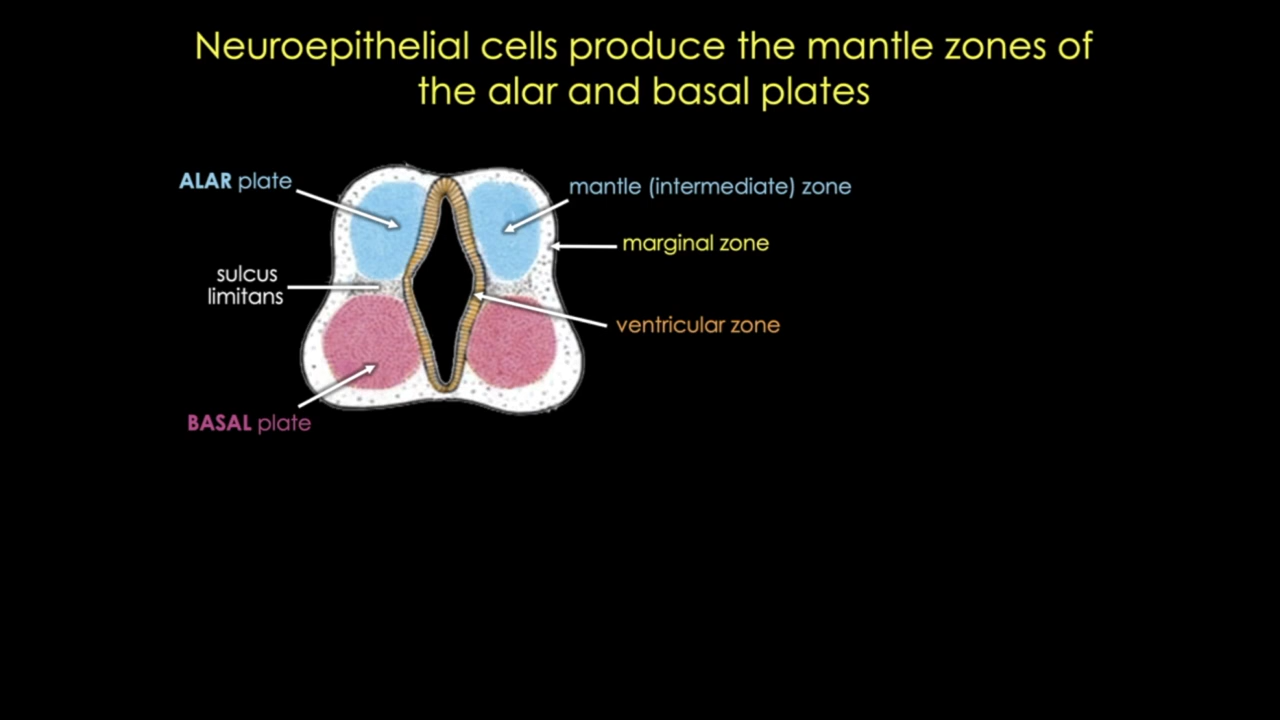 Neuroepithelial cells produce the mantle zones of
the alar and basal plates
ALAR plate
mantle (intermediate) zone
marginal zone
sulcus
limitans
ventricular zone
BASAL plate